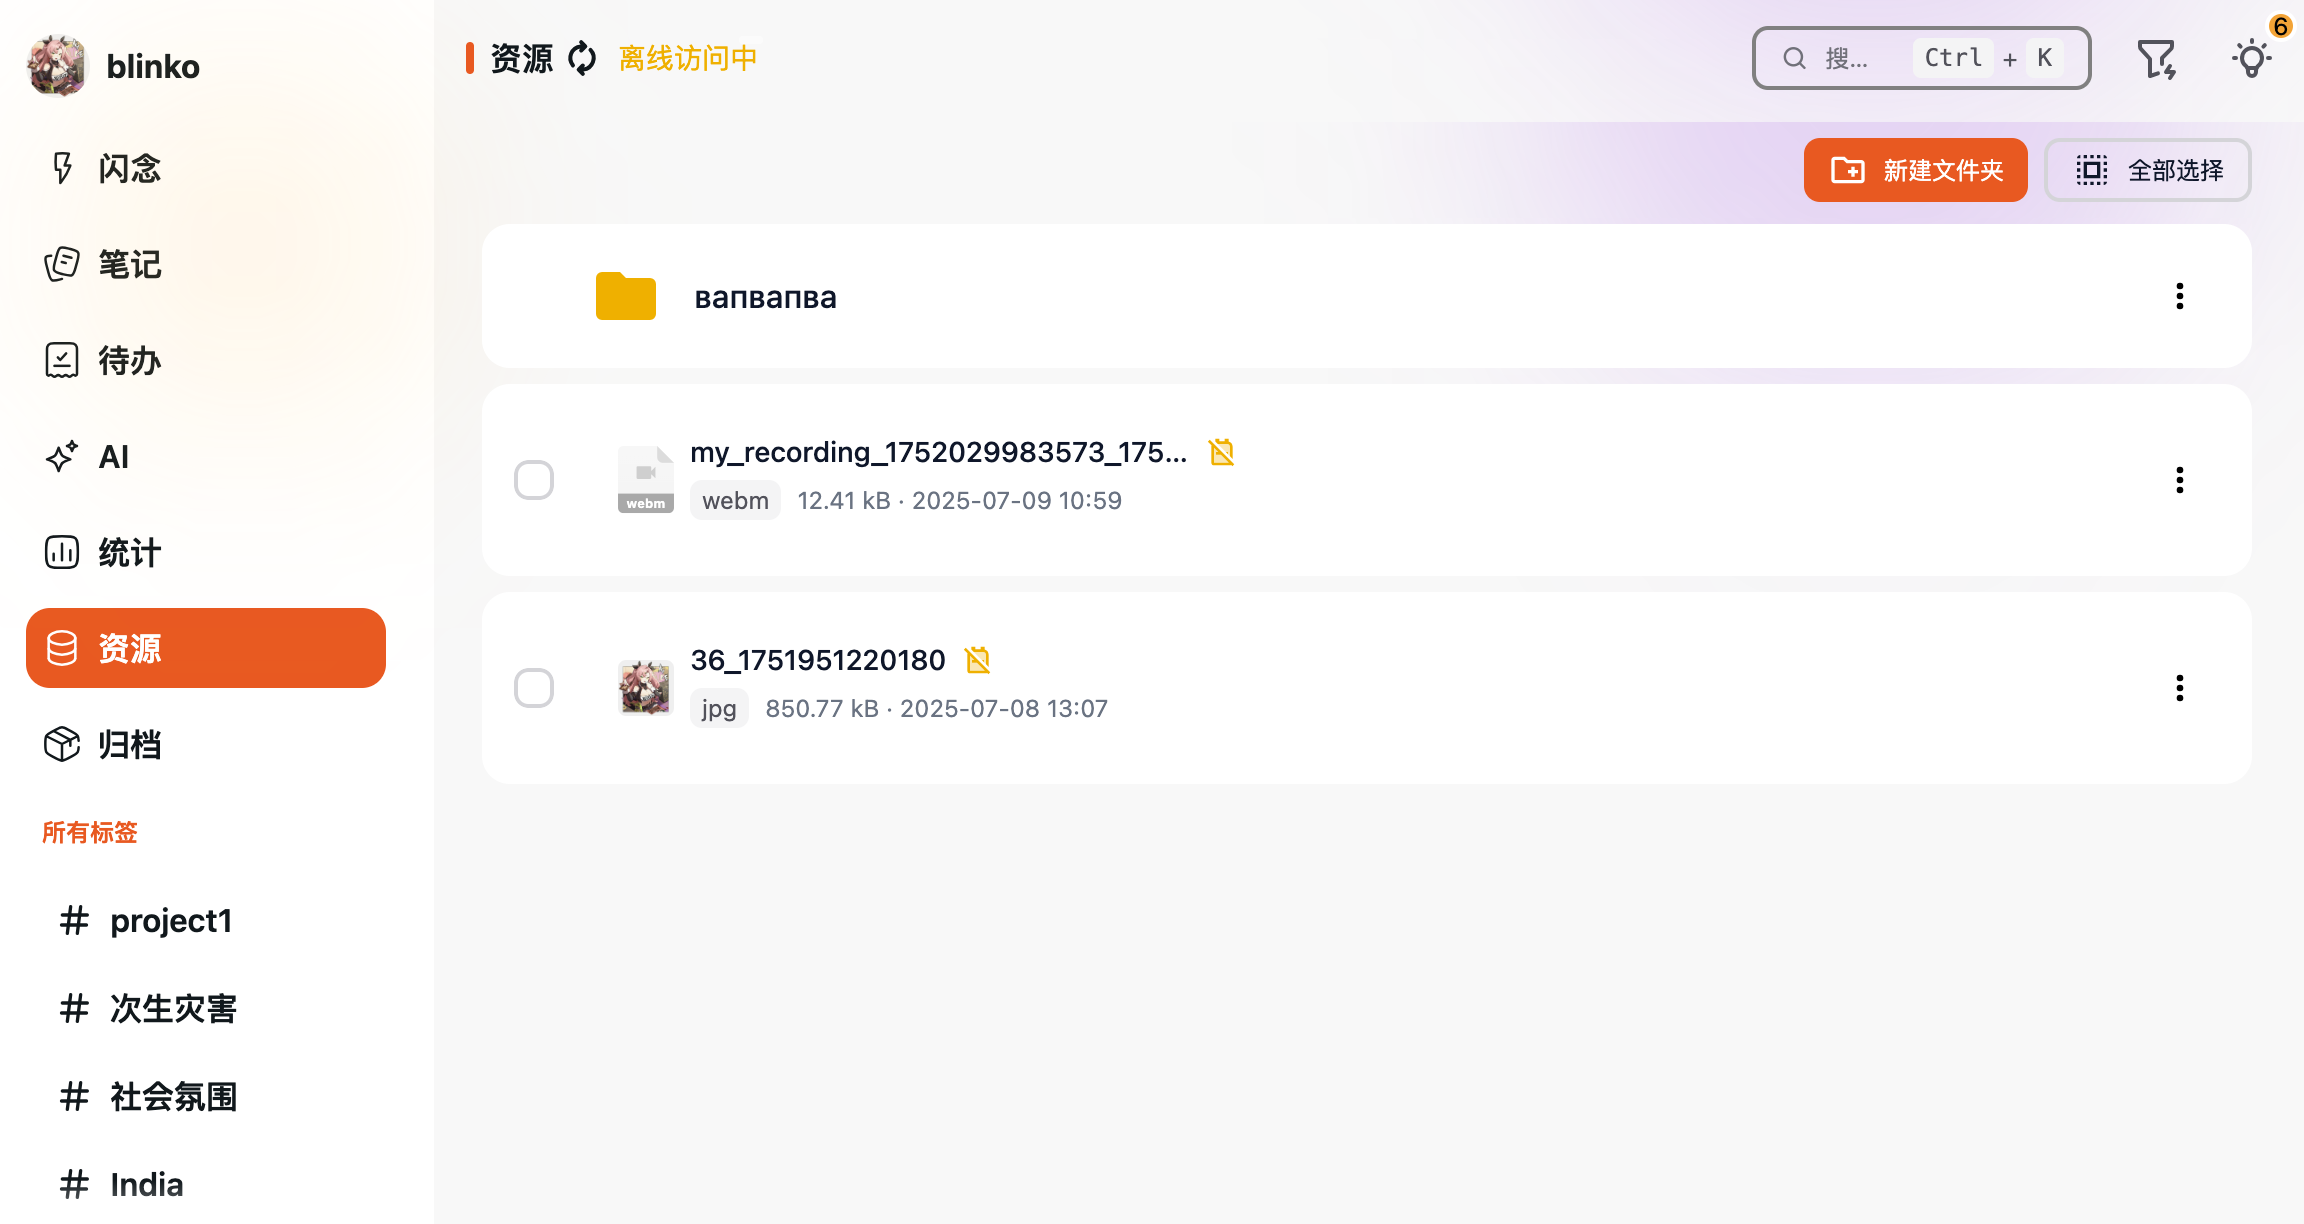 blinko
闪念
笔记
待办
AI
统计
资源
归档
所有标签
# project1
# 次生灾害
# 社会氛围
# India
资源 离线访问中
搜... Ctrl + K
6
新建文件夹 全部选择
вапвапва
my_recording_1752029983573_175...
webm
webm 12.41 kB · 2025-07-09 10:59
36_1751951220180
jpg 850.77 kB · 2025-07-08 13:07